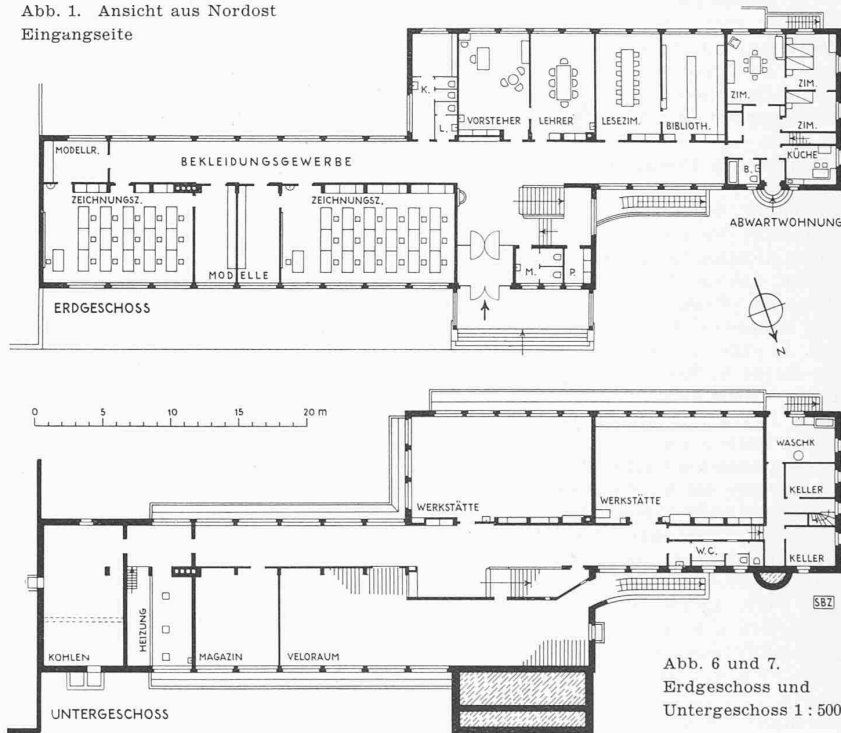 Abb. 1. Ansicht aus Nordost
Eingangseite
K.
L.
VORSTEHER
LEHRER
LESEZIM.
BIBLIOTH.
ZIM.
ZIM.
ZIM.
B.
KÜCHE
ABWARTWOHNUNG
MODELLR.
BEKLEIDUNGSGEWERBE
ZEICHNUNGSZ.
ZEICHNUNGSZ.
MODELLE
M.
P.
ERDGESCHOSS
N
0 5 10 15 20 m
WERKSTÄTTE
WERKSTÄTTE
WASCHK
KELLER
KELLER
W.C.
KOHLEN
HEIZUNG
MAGAZIN
VELORAUM
UNTERGESCHOSS
SBZ
Abb. 6 und 7.
Erdgeschoss und
Untergeschoss 1 : 500